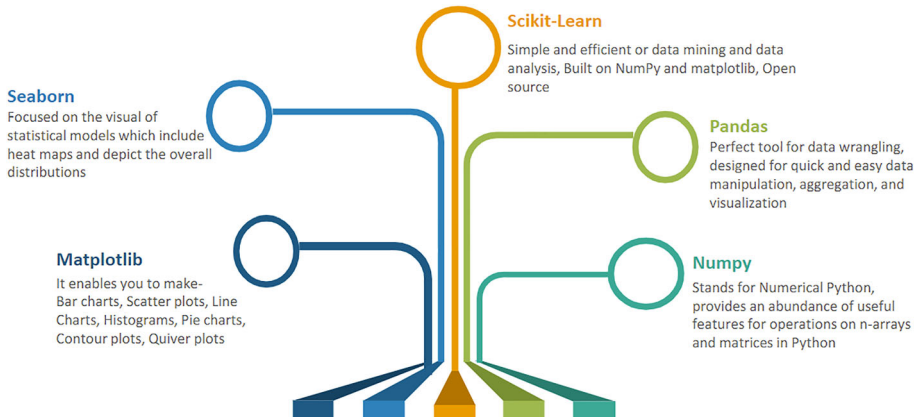 Scikit-Learn
Simple and efficient or data mining and data
analysis, Built on NumPy and matplotlib, Open
source
Seaborn
Focused on the visual of
statistical models which include
heat maps and depict the overall
distributions
Pandas
Perfect tool for data wrangling,
designed for quick and easy data
manipulation, aggregation, and
visualization
Matplotlib
It enables you to make-
Bar charts, Scatter plots, Line
Charts, Histograms, Pie charts,
Contour plots, Quiver plots
Numpy
Stands for Numerical Python,
provides an abundance of useful
features for operations on n-arrays
and matrices in Python